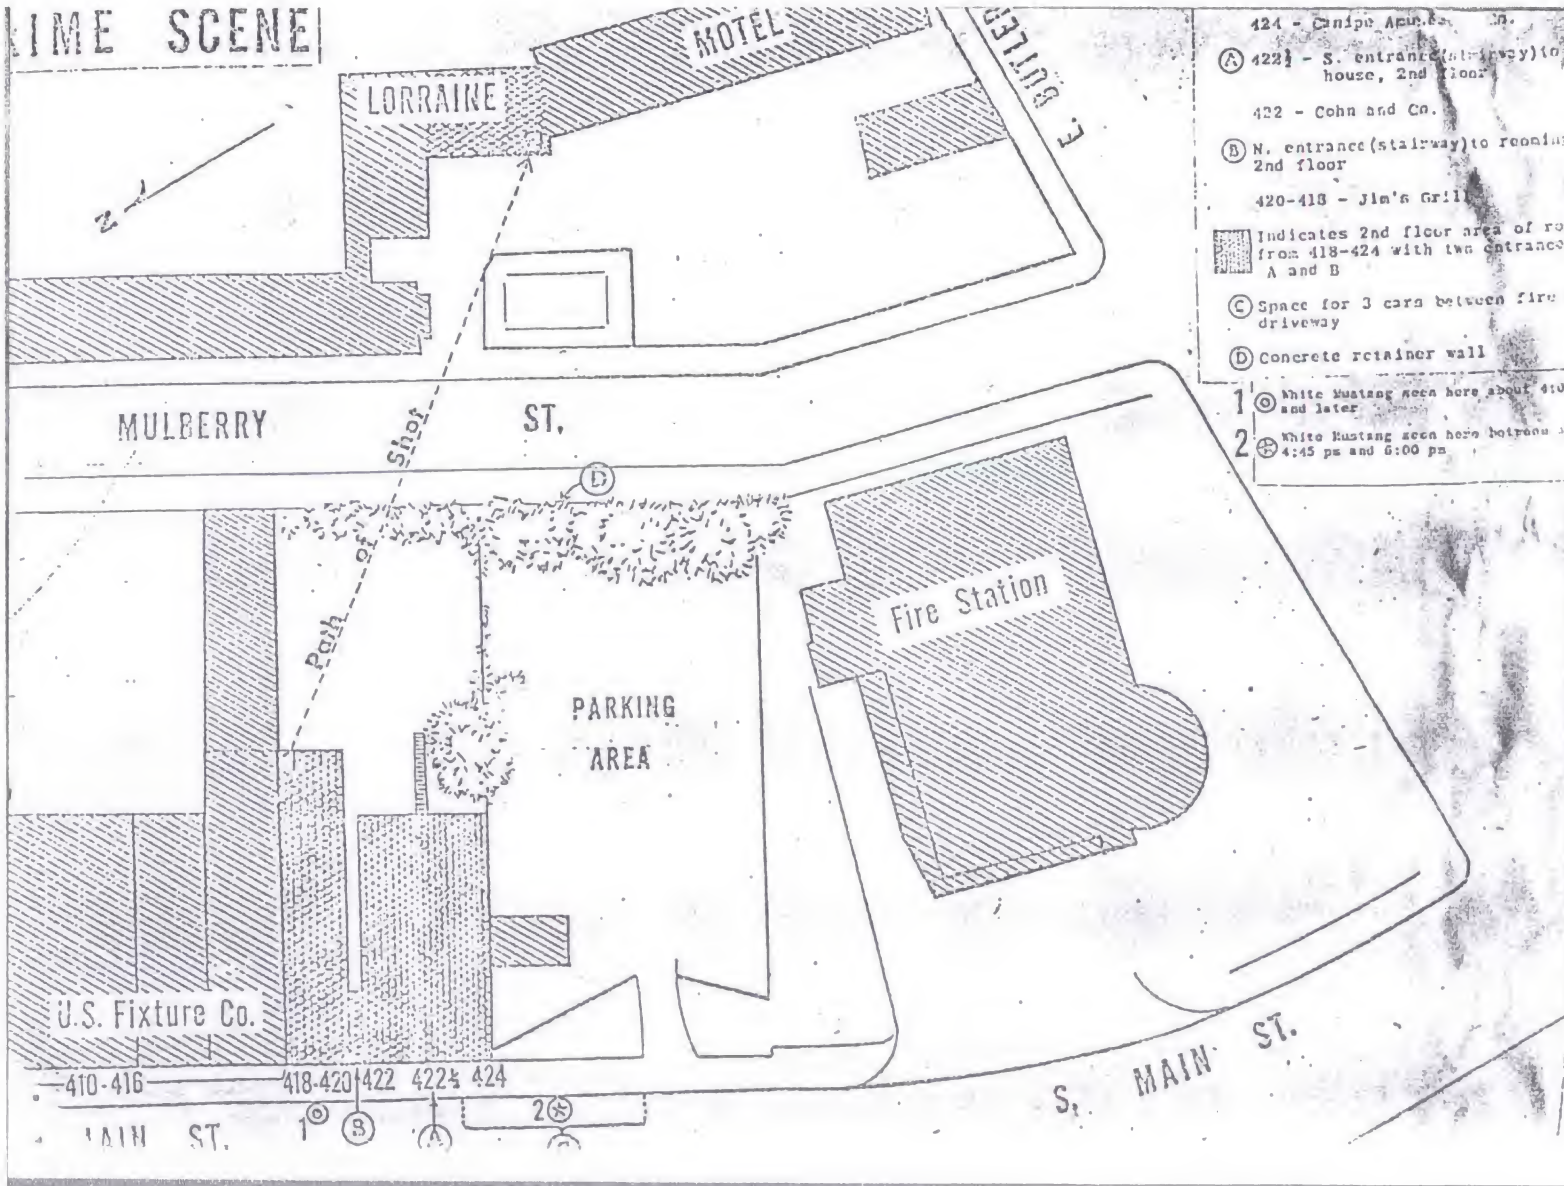 IME SCENE
LORRAINE
MOTEL
E. BUTLER
N
424 - Canipe
Ⓐ 422½ - S. entrance (stairway) to
house, 2nd floor
422 - Cohn and Co.
Ⓑ N. entrance (stairway) to rooming
2nd floor
420-418 - Jim's Grill
Indicates 2nd floor area of ro
from 418-424 with two entrance
A and B
Ⓒ Space for 3 cars between fire
driveway
Ⓓ Concrete retainer wall
1 White Mustang seen here about 4:0
and later
2 White Mustang seen here between
4:45 pm and 6:00 pm
MULBERRY ST.
Path of Shot
D
Fire Station
PARKING
AREA
U.S. Fixture Co.
410-416 418-420 422 422½ 424
1 B A 2 C
MAIN ST.
S. MAIN ST.